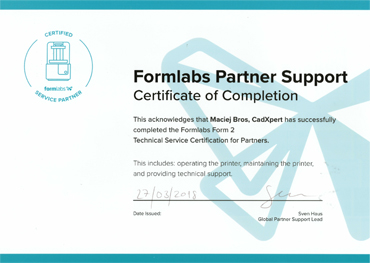 CERTIFIED
formlabs
SERVICE PARTNER
Formlabs Partner Support
Certificate of Completion
This acknowledges that Maciej Bros, CadXpert has successfully
completed the Formlabs Form 2
Technical Service Certification for Partners.
This includes: operating the printer, maintaining the printer,
and providing technical support.
27/03/2018
Date Issued:
Sven Haus
Global Partner Support Lead